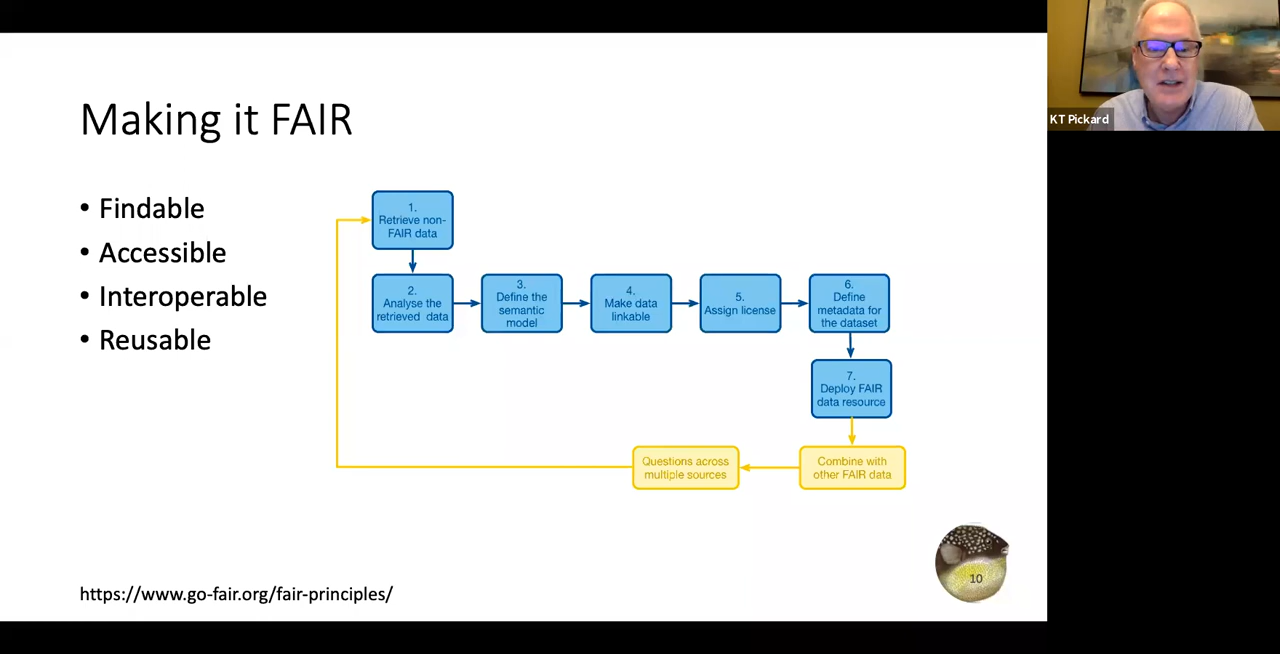 Making it FAIR
• Findable
• Accessible
• Interoperable
• Reusable
1.
Retrieve non-
FAIR data
2.
Analyse the
retrieved data
3.
Define the
semantic
model
4.
Make data
linkable
5.
Assign license
6.
Define
metadata for
the dataset
7.
Deploy FAIR
data resource
Combine with
other FAIR data
Questions across
multiple sources
https://www.go-fair.org/fair-principles/
10
KT Pickard